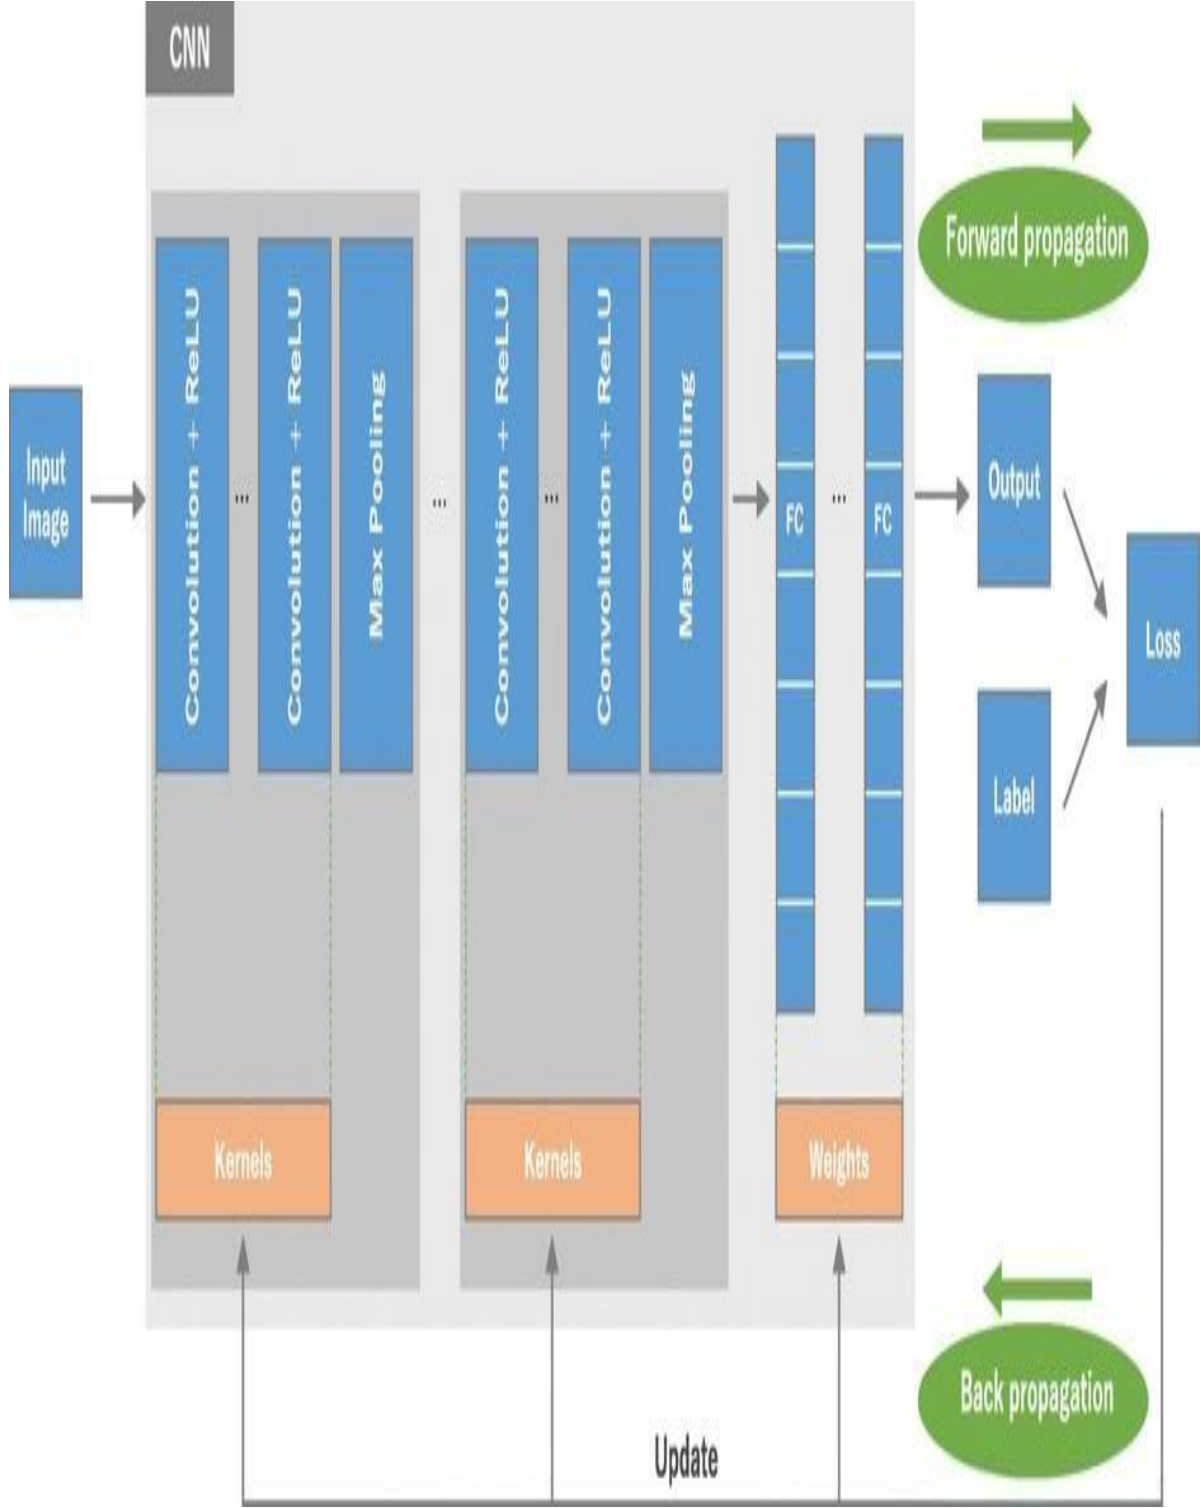 CNN
Forward propagation
Input
Image
Convolution + ReLU
...
Convolution + ReLU
Max Pooling
...
Convolution + ReLU
...
Convolution + ReLU
Max Pooling
FC
...
FC
Output
Label
Loss
Kernels
Kernels
Weights
Back propagation
Update